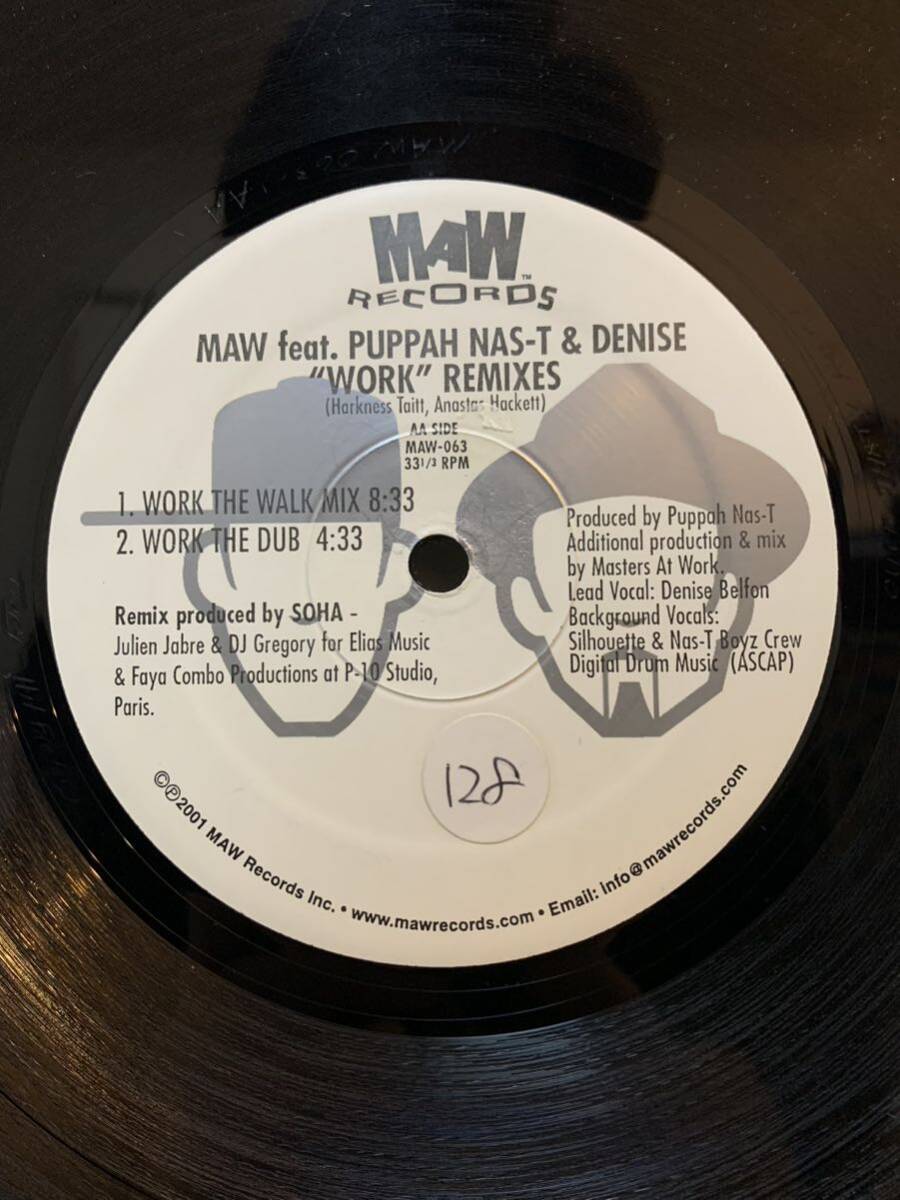 MAW™
RECORDS
MAW feat. PUPPAH NAS-T & DENISE
"WORK" REMIXES
(Harkness Taitt, Anastas Hackett)
AA SIDE
MAW-063
33 1/3 RPM
1. WORK THE WALK MIX 8:33
2. WORK THE DUB 4:33
Remix produced by SOHA -
Julien Jabre & DJ Gregory for Elias Music
& Faya Combo Productions at P-10 Studio,
Paris.
Produced by Puppah Nas-T
Additional production & mix
by Masters At Work.
Lead Vocal: Denise Belfon
Background Vocals:
Silhouette & Nas-T Boyz Crew
Digital Drum Music (ASCAP)
128
©℗2001 MAW Records Inc. • www.mawrecords.com • Email: Info@mawrecords.com